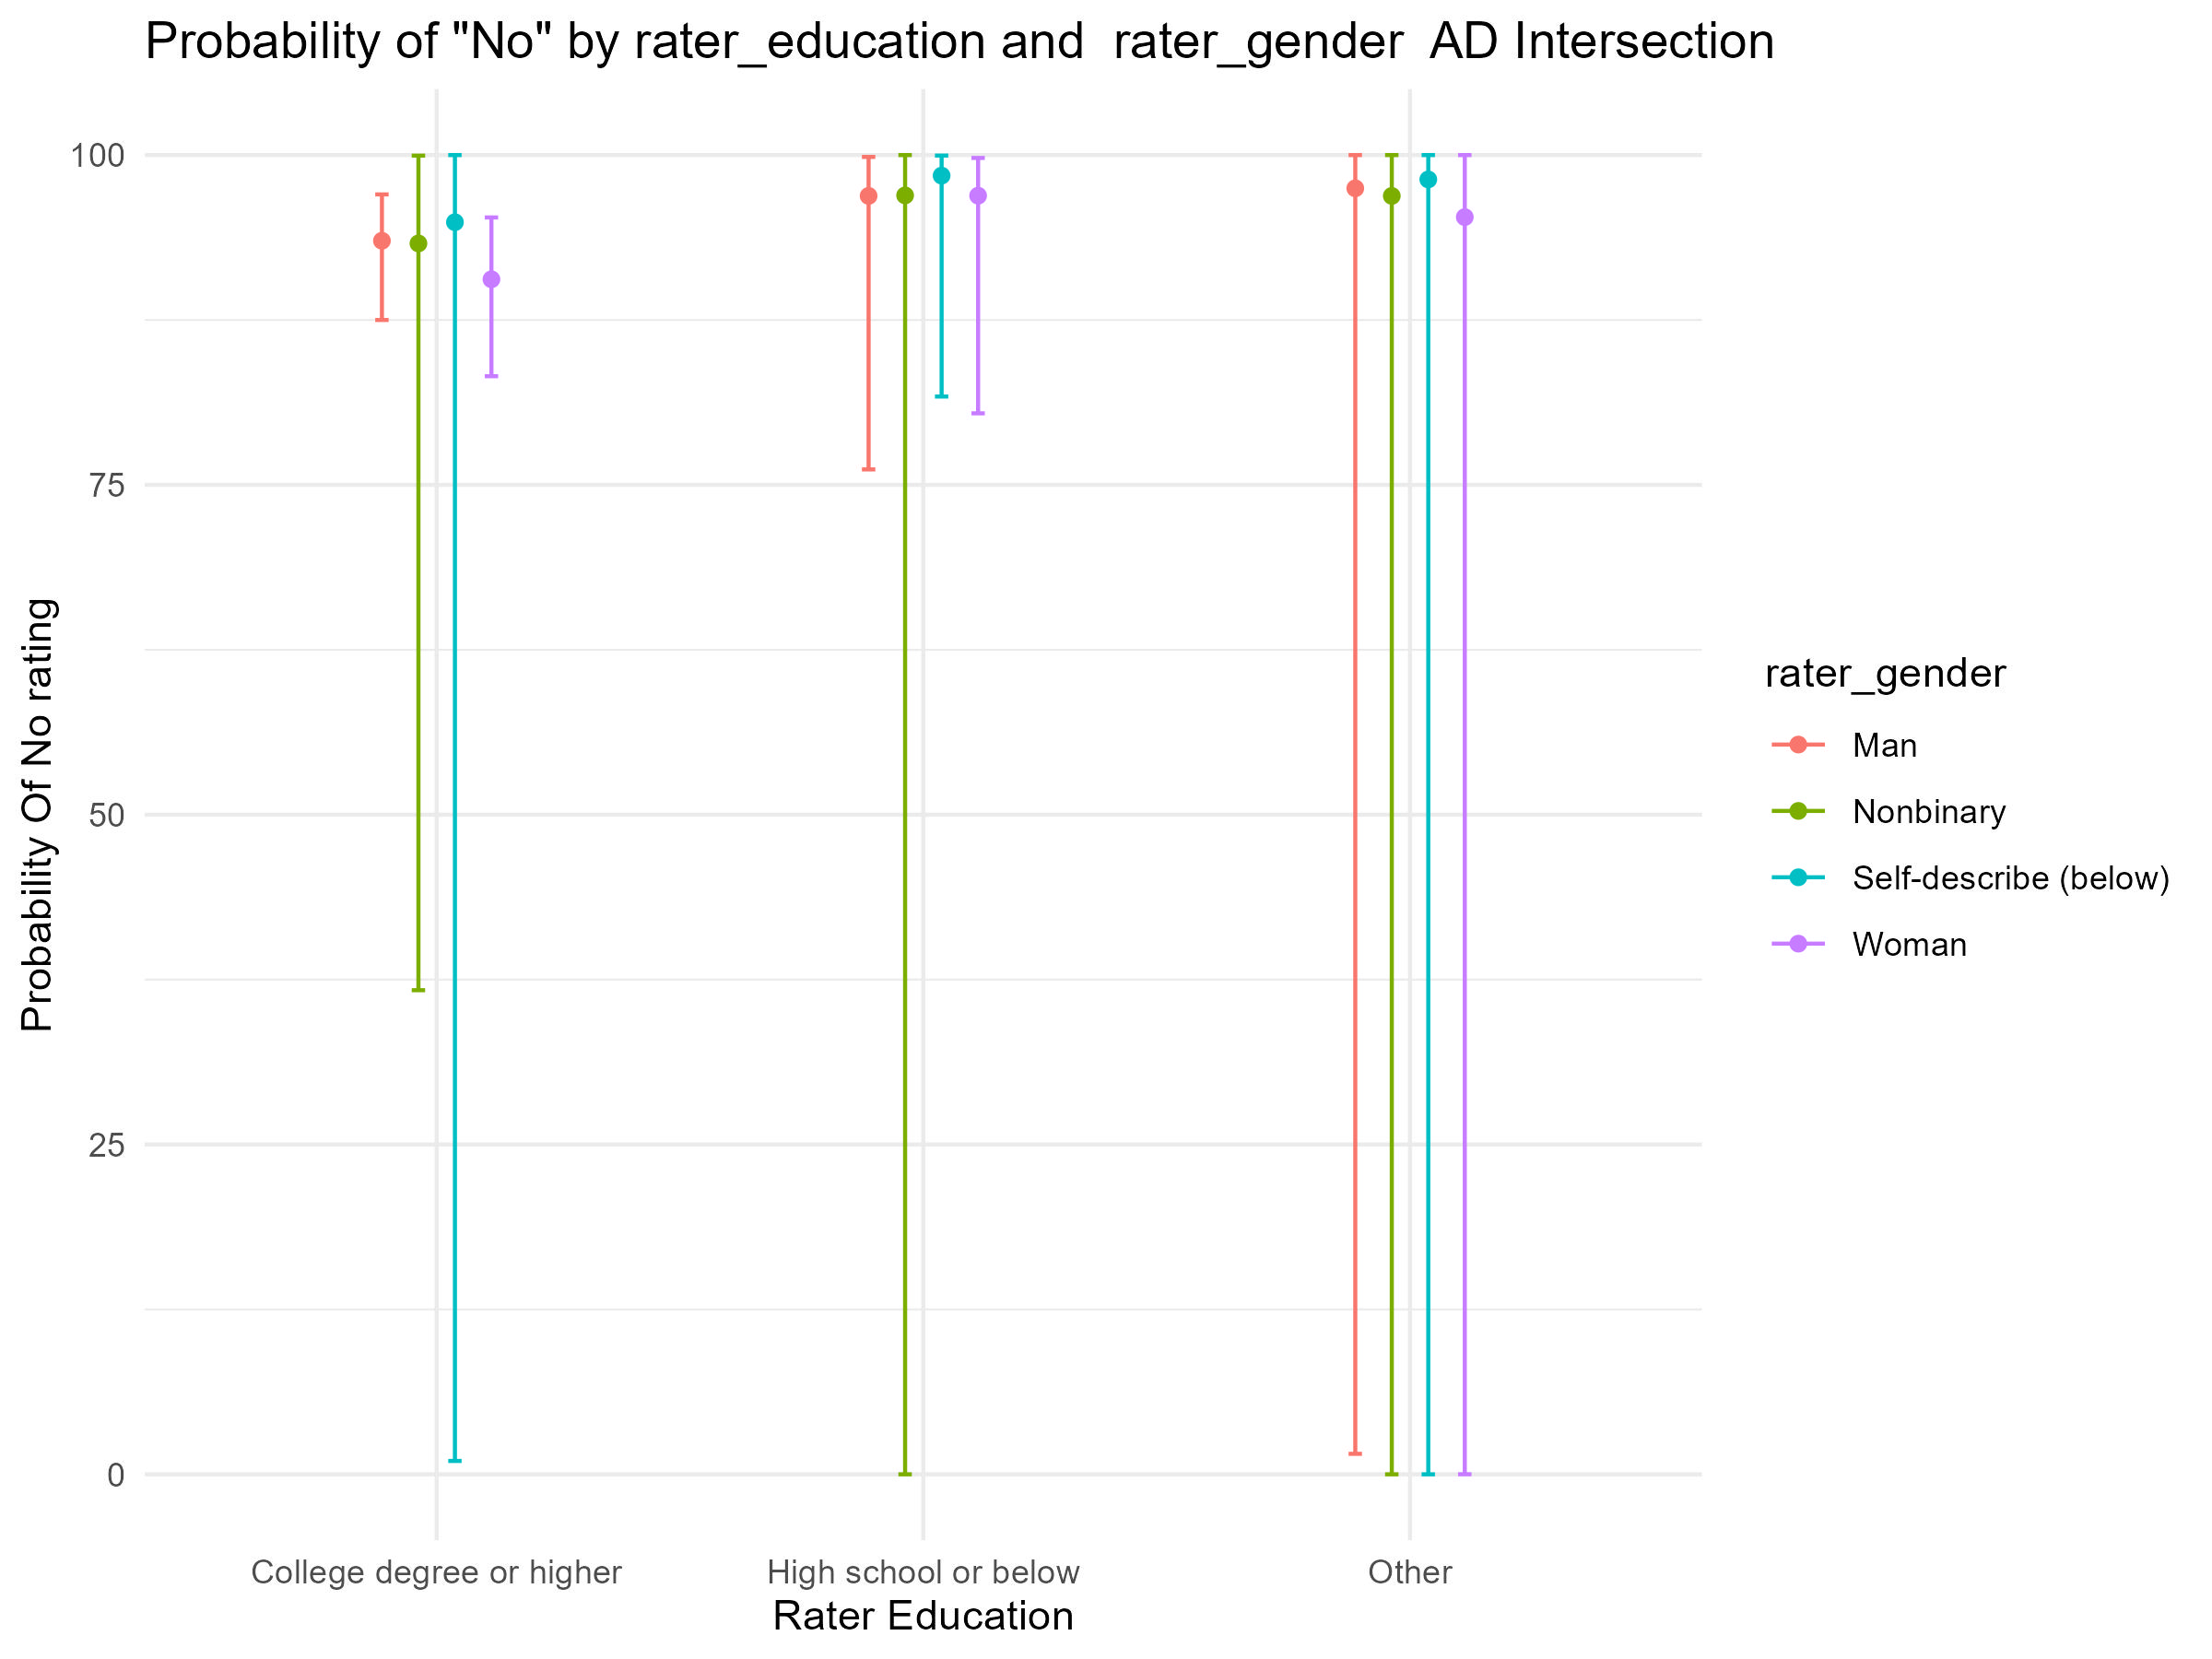 Probability of "No" by rater_education and  rater_gender  AD Intersection
Probability Of No rating
100
75
50
25
0
College degree or higher
High school or below
Other
Rater Education
rater_gender
Man
Nonbinary
Self-describe (below)
Woman